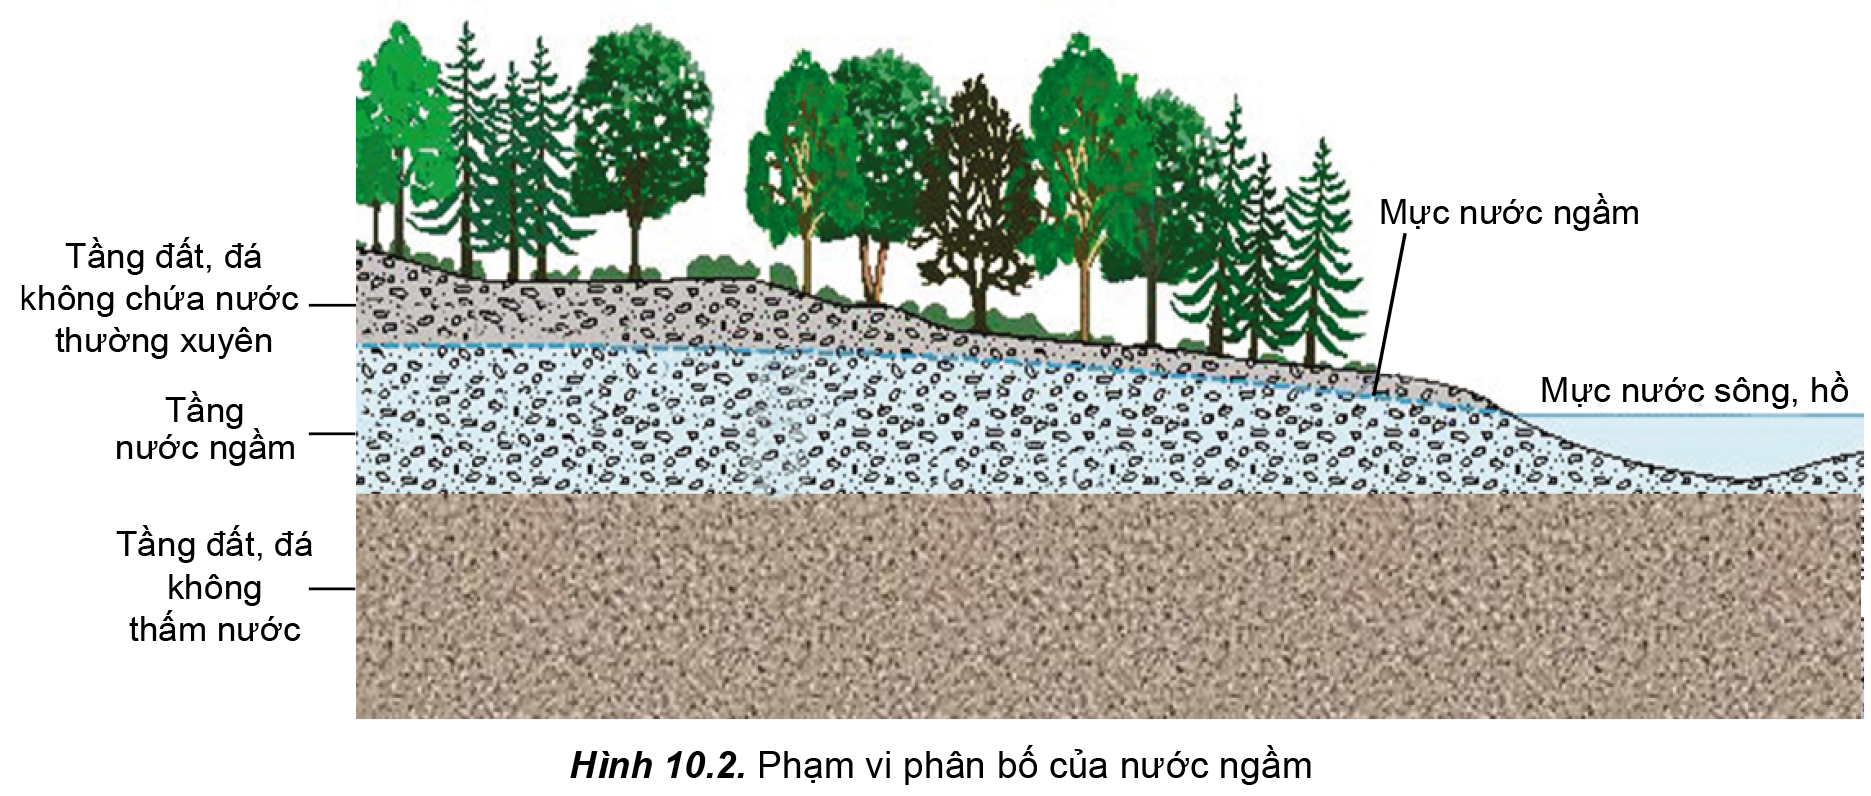 Mực nước ngầm
Tầng đất, đá
không chứa nước
thường xuyên
Mực nước sông, hồ
Tầng
nước ngầm
Tầng đất, đá
không
thấm nước
Hình 10.2. Phạm vi phân bố của nước ngầm